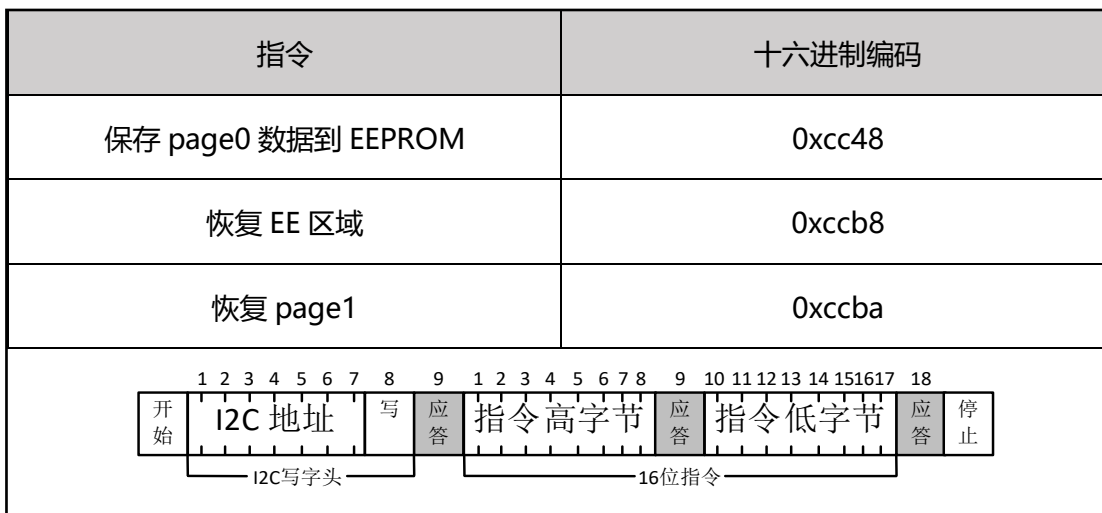 指令 十六进制编码
保存 page0 数据到 EEPROM 0xcc48
恢复 EE 区域 0xccb8
恢复 page1 0xccba
1 2 3 4 5 6 7 8 9 1 2 3 4 5 6 7 8 9 10 11 12 13 14 15 16 17 18
开始 I2C 地址 写 应答 指令高字节 应答 指令低字节 应答 停止
I2C写字头 16位指令